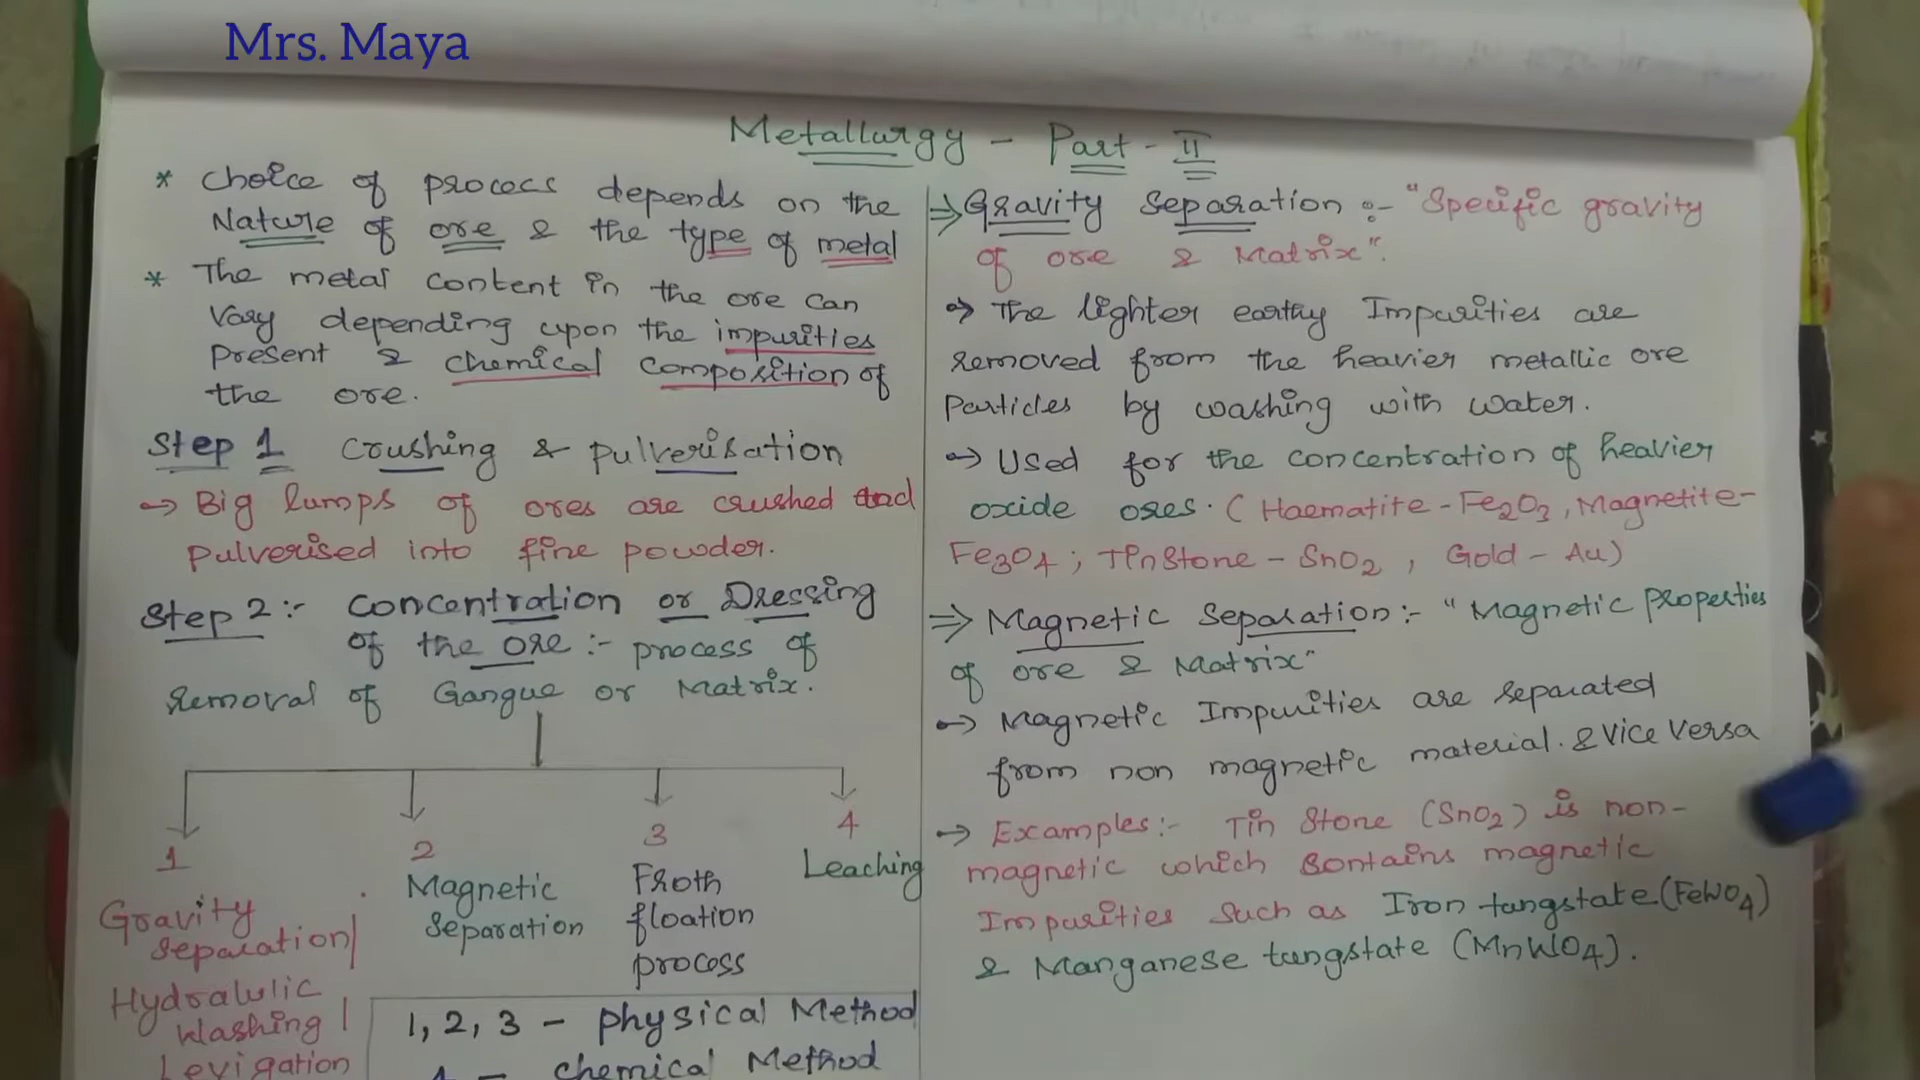 Mrs. Maya
Metallurgy - Part - II
* Choice of process depends on the
Nature of ore & the type of metal
* The metal content in the ore can
vary depending upon the impurities
present & chemical composition of
the ore.
Step 1 Crushing & pulverisation
→ Big lumps of ores are crushed and
pulverised into fine powder.
Step 2 :- Concentration or Dressing
of the ore :- process of
removal of Gangue or Matrix.
1
Gravity
separation/
Hydralulic
Washing /
Levigation
2
Magnetic
separation
3
Froth
floation
process
4
Leaching
1, 2, 3 - physical Method
4 - chemical Method
⇒ Gravity Separation :- "Specific gravity
of ore & Matrix".
→ The lighter earthy Impurities are
removed from the heavier metallic ore
Particles by washing with water.
→ Used for the concentration of heavier
oxide ores. (Haematite - Fe2O3, Magnetite-
Fe3O4; Tin Stone - SnO2, Gold - Au)
⇒ Magnetic Separation :- "Magnetic Properties
of ore & Matrix"
→ Magnetic Impurities are separated
from non magnetic material. & vice versa
→ Examples :- Tin Stone (SnO2) is non-
magnetic which contains magnetic
Impurities such as Iron tangstate (FeWO4)
& Manganese tungstate (MnWO4).